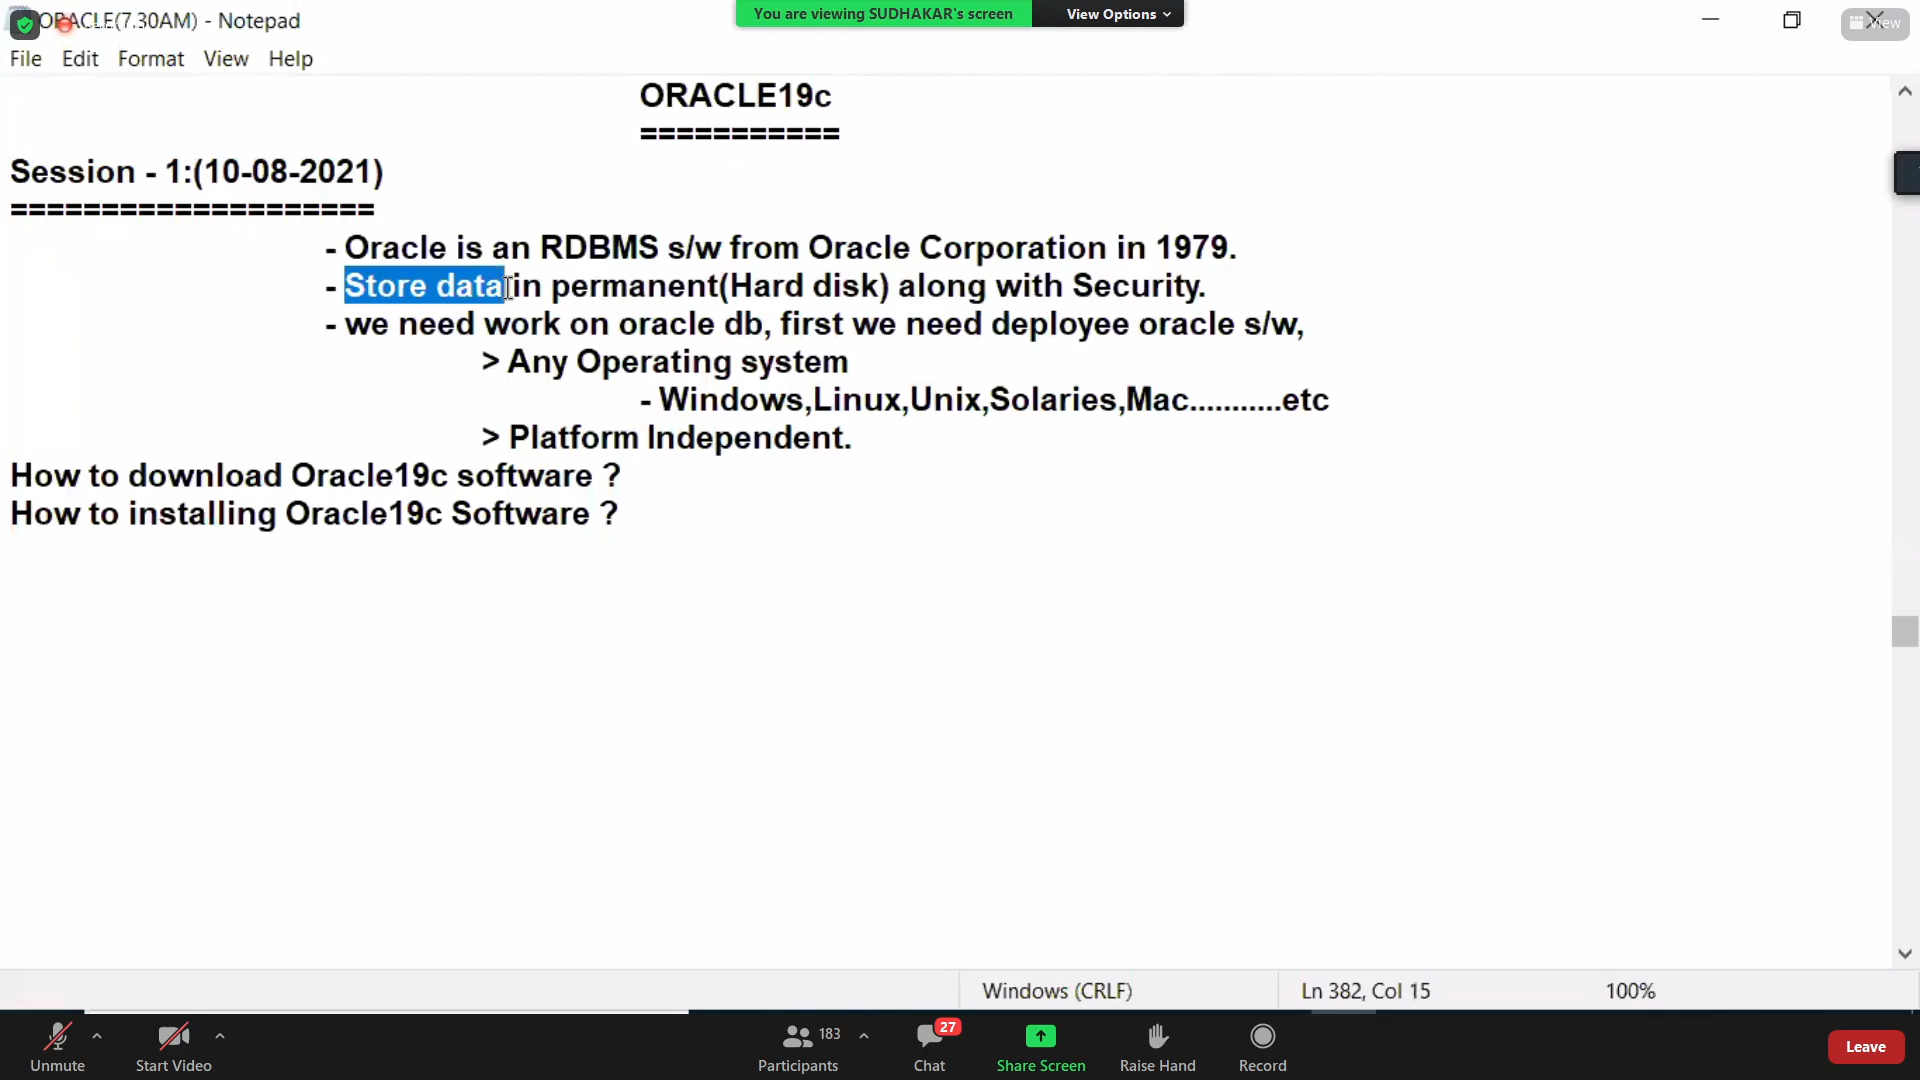 ORACLE(7.30AM) - Notepad
You are viewing SUDHAKAR's screen
View Options
View
File Edit Format View Help
ORACLE19c
===========
Session - 1:(10-08-2021)
====================
- Oracle is an RDBMS s/w from Oracle Corporation in 1979.
- Store data in permanent(Hard disk) along with Security.
- we need work on oracle db, first we need deployee oracle s/w,
> Any Operating system
- Windows,Linux,Unix,Solaries,Mac...........etc
> Platform Independent.
How to download Oracle19c software ?
How to installing Oracle19c Software ?
Windows (CRLF) Ln 382, Col 15 100%
183 27
Unmute Start Video Participants Chat Share Screen Raise Hand Record Leave